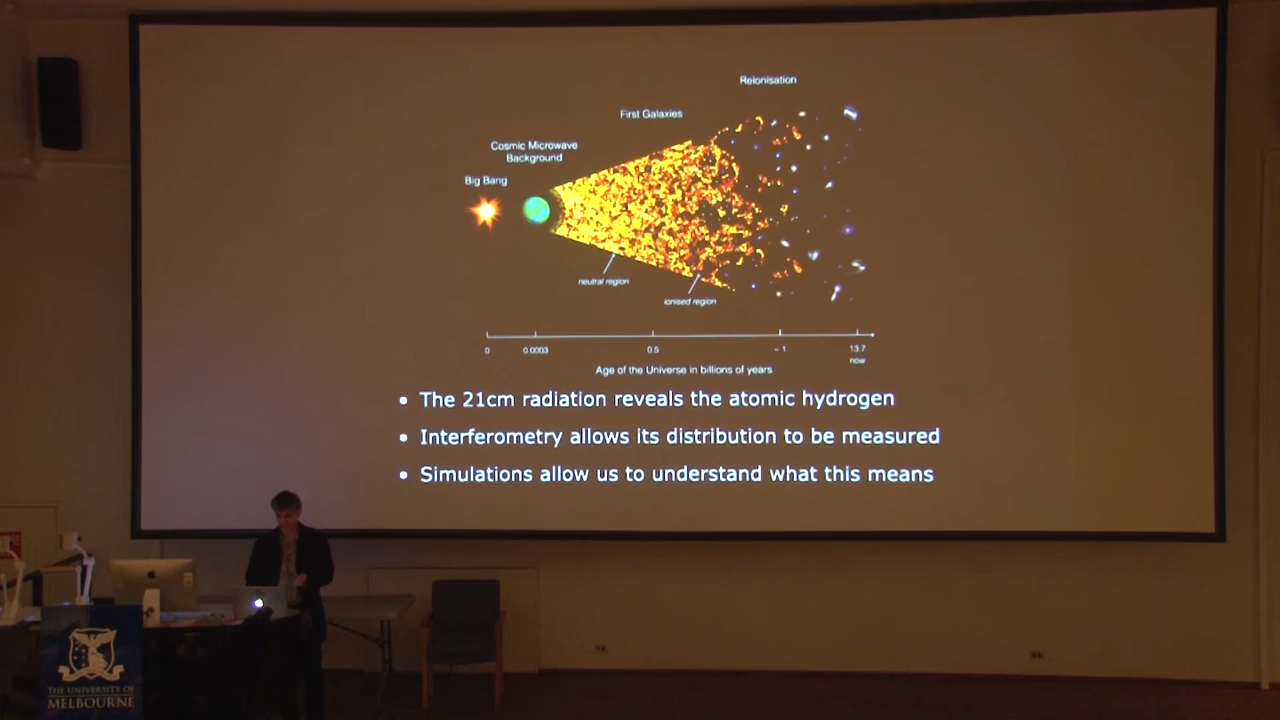 Reionisation
First Galaxies
Cosmic Microwave
Background
Big Bang
neutral region
ionised region
0
0.0003
0.5
~ 1
13.7
now
Age of the Universe in billions of years
• The 21cm radiation reveals the atomic hydrogen
• Interferometry allows its distribution to be measured
• Simulations allow us to understand what this means
THE UNIVERSITY OF
MELBOURNE